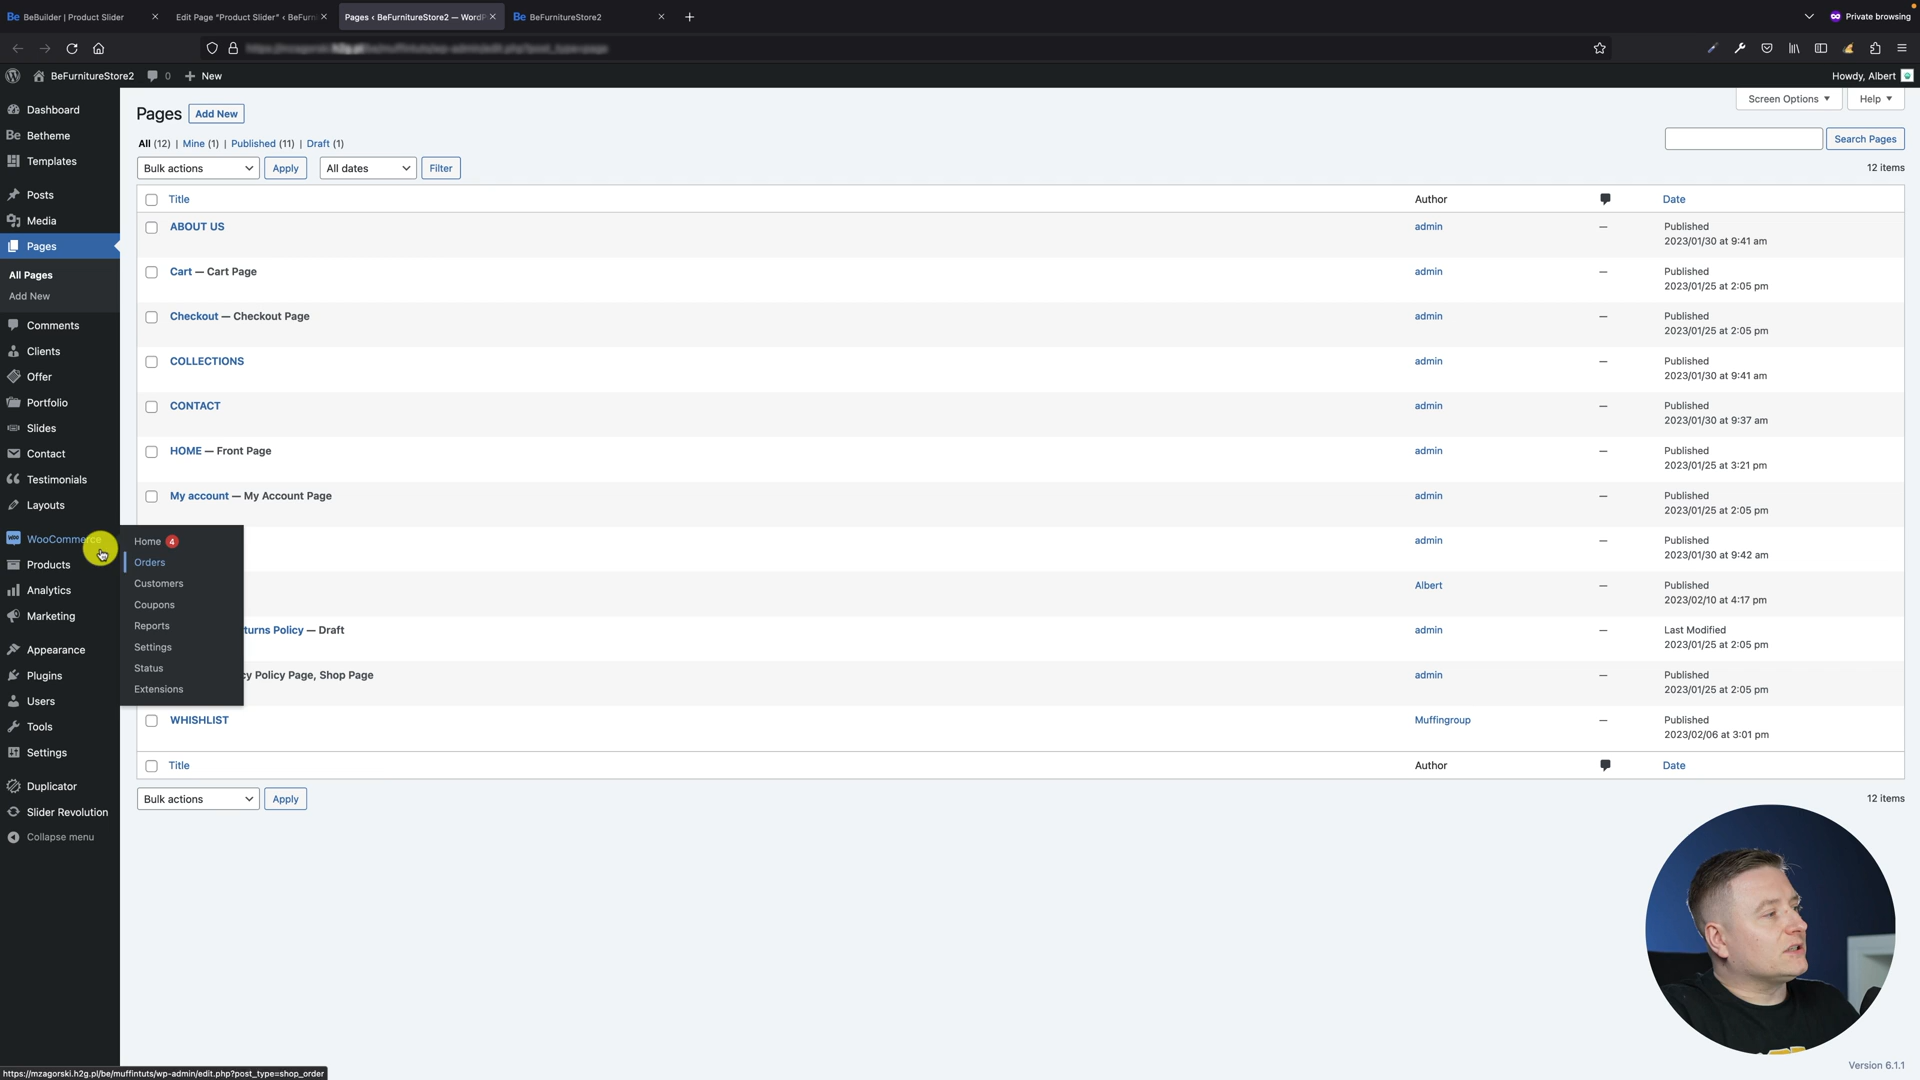 Be BeBuilder | Product Slider
Edit Page "Product Slider" ‹ BeFurni
Pages ‹ BeFurnitureStore2 — WordP
Be BeFurnitureStore2
Private browsing
BeFurnitureStore2
0
New
Howdy, Albert
Dashboard
Be Betheme
Templates
Posts
Media
Pages
All Pages
Add New
Comments
Clients
Offer
Portfolio
Slides
Contact
Testimonials
Layouts
WooCommerce
Products
Analytics
Marketing
Appearance
Plugins
Users
Tools
Settings
Duplicator
Slider Revolution
Collapse menu
Home 4
Orders
Customers
Coupons
Reports
Settings
Status
Extensions
Pages Add New
Screen Options
Help
All (12) | Mine (1) | Published (11) | Draft (1)
Search Pages
Bulk actions Apply All dates Filter
12 items
Title Author Date
ABOUT US admin — Published
2023/01/30 at 9:41 am
Cart — Cart Page admin — Published
2023/01/25 at 2:05 pm
Checkout — Checkout Page admin — Published
2023/01/25 at 2:05 pm
COLLECTIONS admin — Published
2023/01/30 at 9:41 am
CONTACT admin — Published
2023/01/30 at 9:37 am
HOME — Front Page admin — Published
2023/01/25 at 3:21 pm
My account — My Account Page admin — Published
2023/01/25 at 2:05 pm
admin — Published
2023/01/30 at 9:42 am
Albert — Published
2023/02/10 at 4:17 pm
turns Policy — Draft admin — Last Modified
2023/01/25 at 2:05 pm
cy Policy Page, Shop Page admin — Published
2023/01/25 at 2:05 pm
WHISHLIST Muffingroup — Published
2023/02/06 at 3:01 pm
Title Author Date
Bulk actions Apply
12 items
Version 6.1.1
https://mzagorski.h2g.pl/be/muffintuts/wp-admin/edit.php?post_type=shop_order